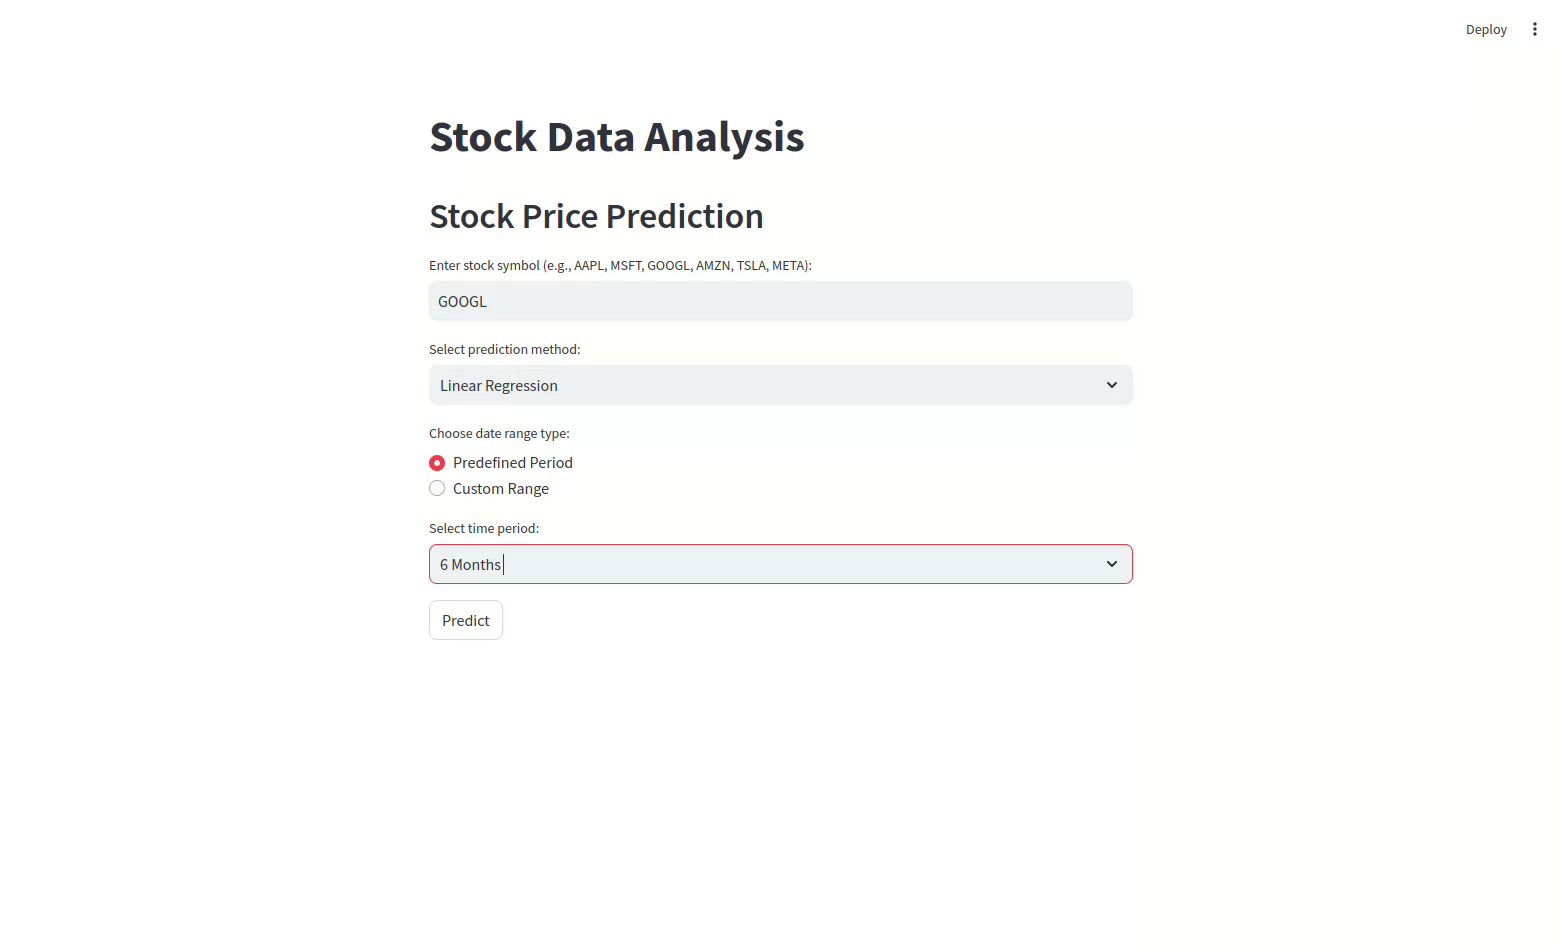 Deploy
Stock Data Analysis
Stock Price Prediction
Enter stock symbol (e.g., AAPL, MSFT, GOOGL, AMZN, TSLA, META):
GOOGL
Select prediction method:
Linear Regression
Choose date range type:
Predefined Period
Custom Range
Select time period:
6 Months
Predict